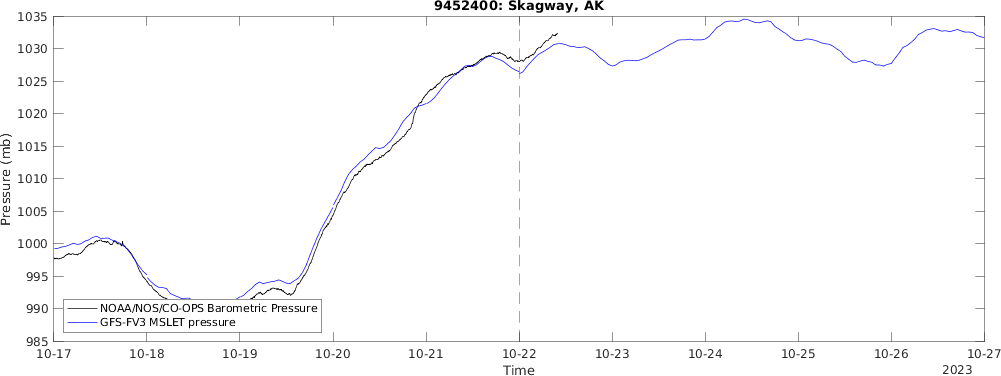 9452400: Skagway, AK
Pressure (mb)
1035
1030
1025
1020
1015
1010
1005
1000
995
990
985
NOAA/NOS/CO-OPS Barometric Pressure
GFS-FV3 MSLET pressure
10-17 10-18 10-19 10-20 10-21 10-22 10-23 10-24 10-25 10-26 10-27
Time
2023